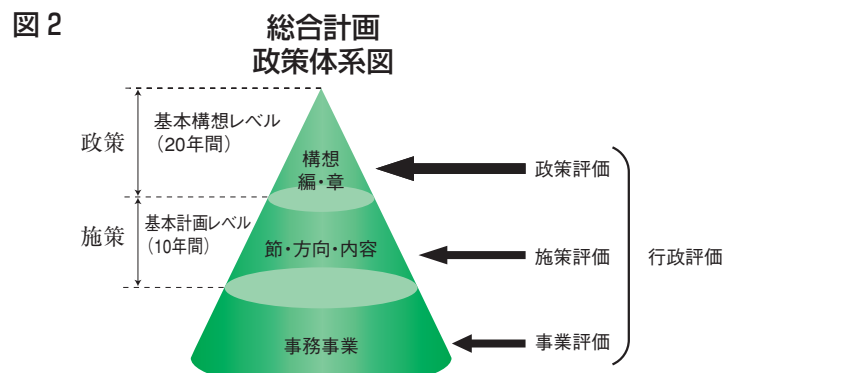 図2
総合計画
政策体系図
政策
基本構想レベル
（20年間）
構想
編・章
政策評価
施策
基本計画レベル
（10年間）
節・方向・内容
施策評価
行政評価
事務事業
事業評価